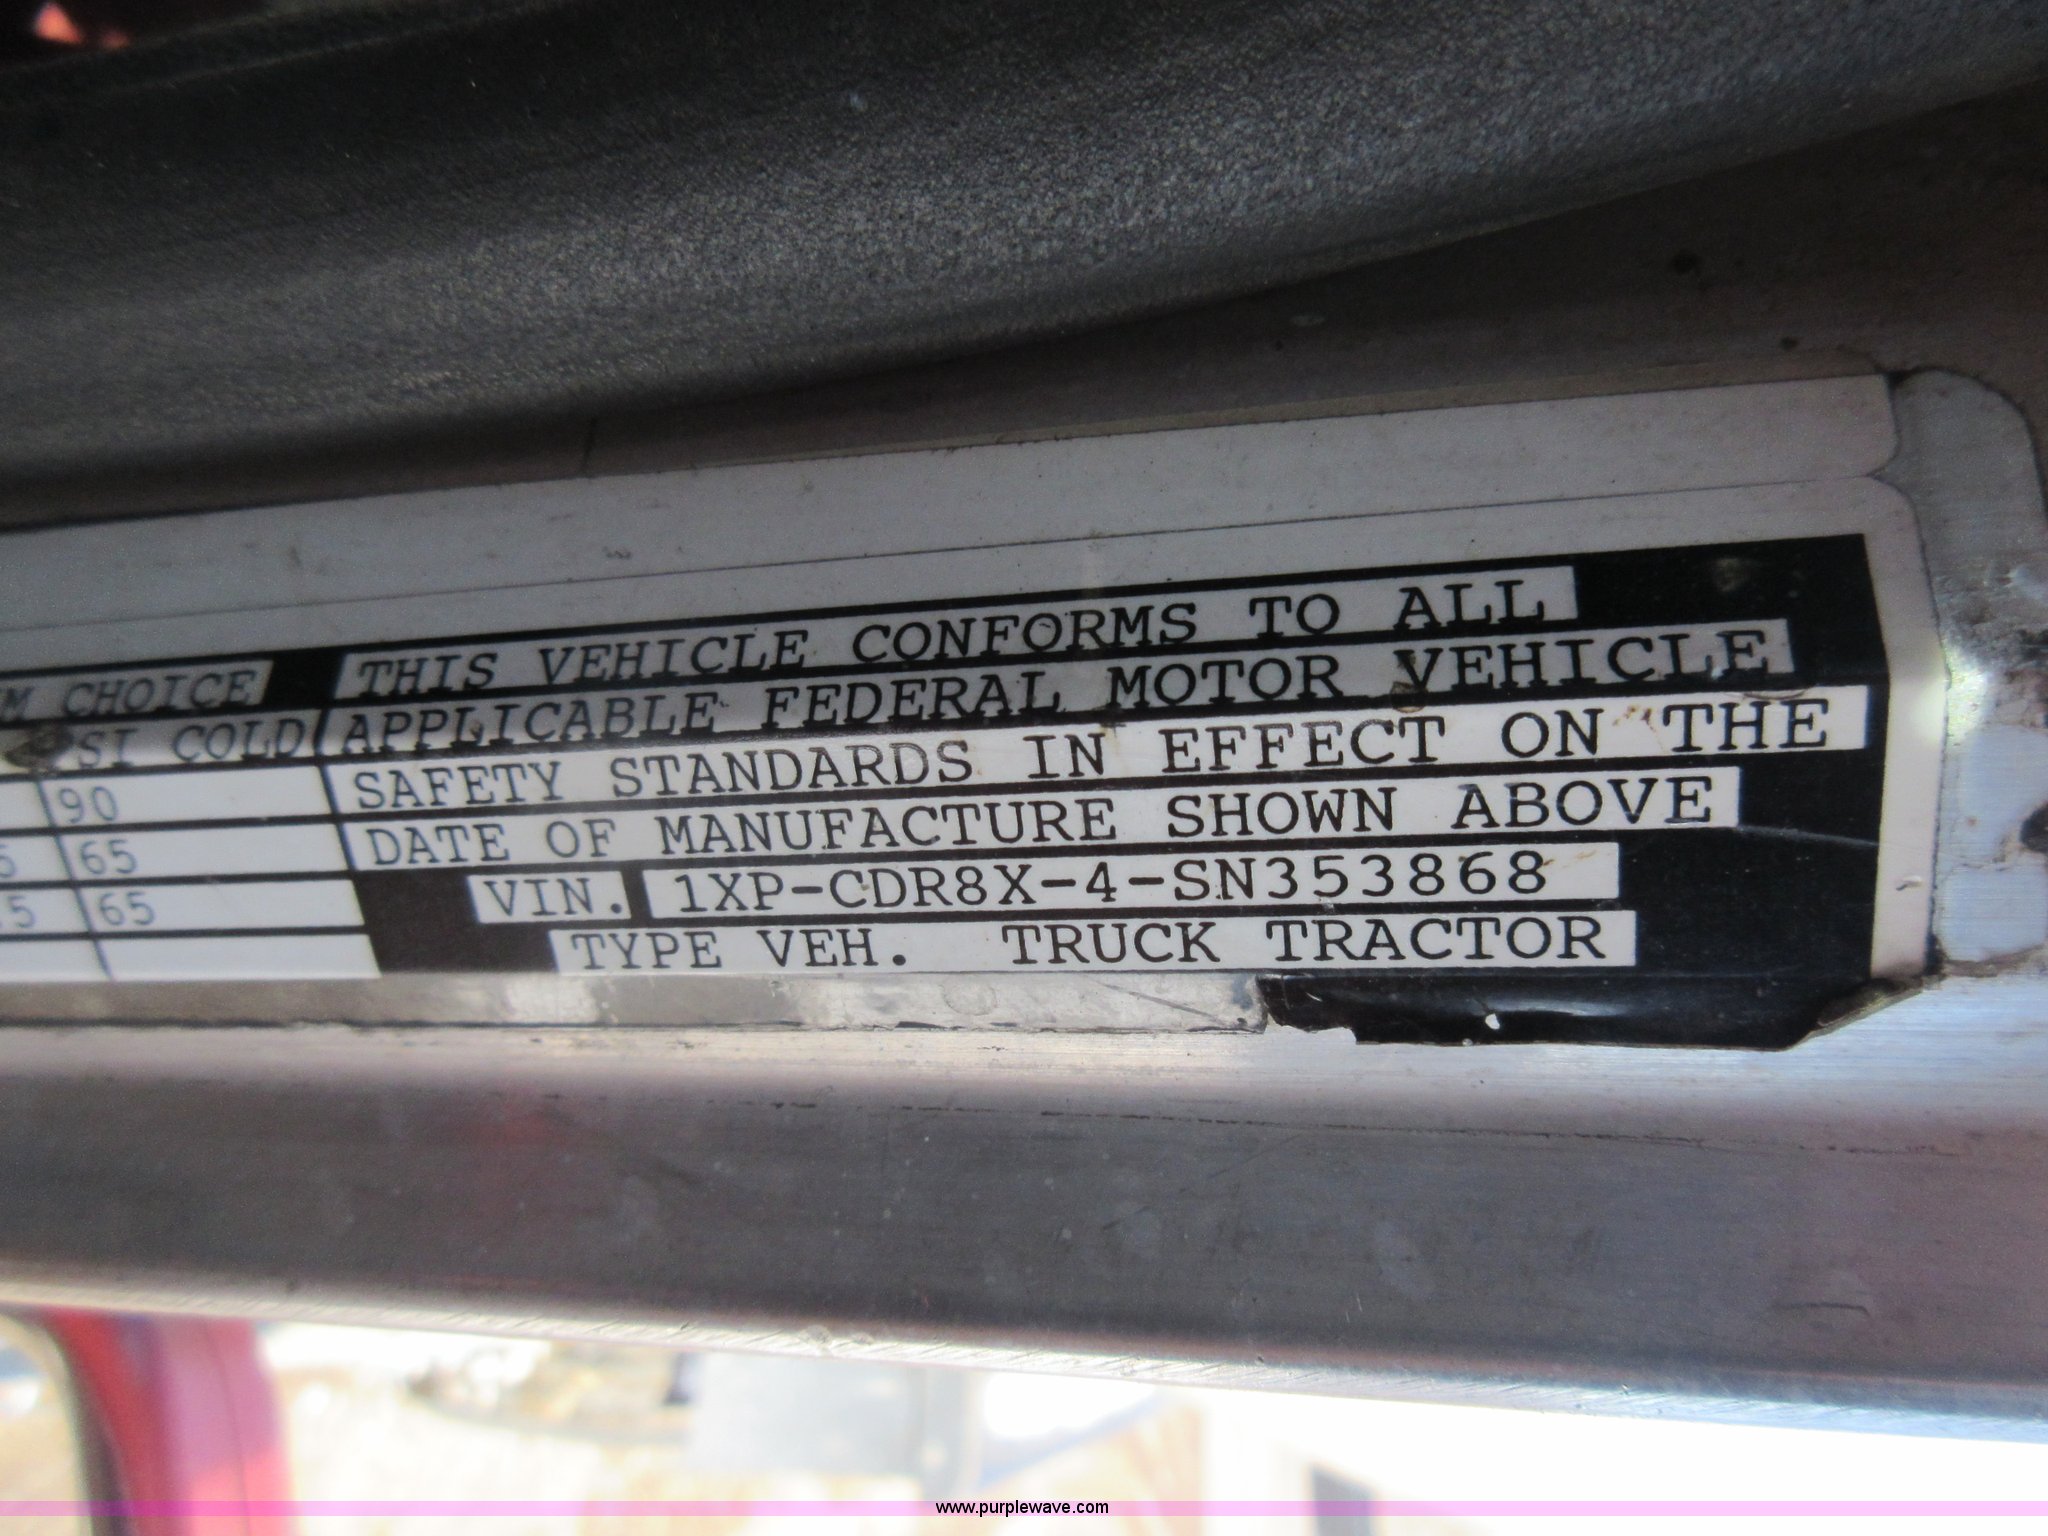 M CHOICE
SI COLD
90
65
.5 65
THIS VEHICLE CONFORMS TO ALL
APPLICABLE FEDERAL MOTOR VEHICLE
SAFETY STANDARDS IN EFFECT ON THE
DATE OF MANUFACTURE SHOWN ABOVE
VIN. 1XP-CDR8X-4-SN353868
TYPE VEH. TRUCK TRACTOR
www.purplewave.com